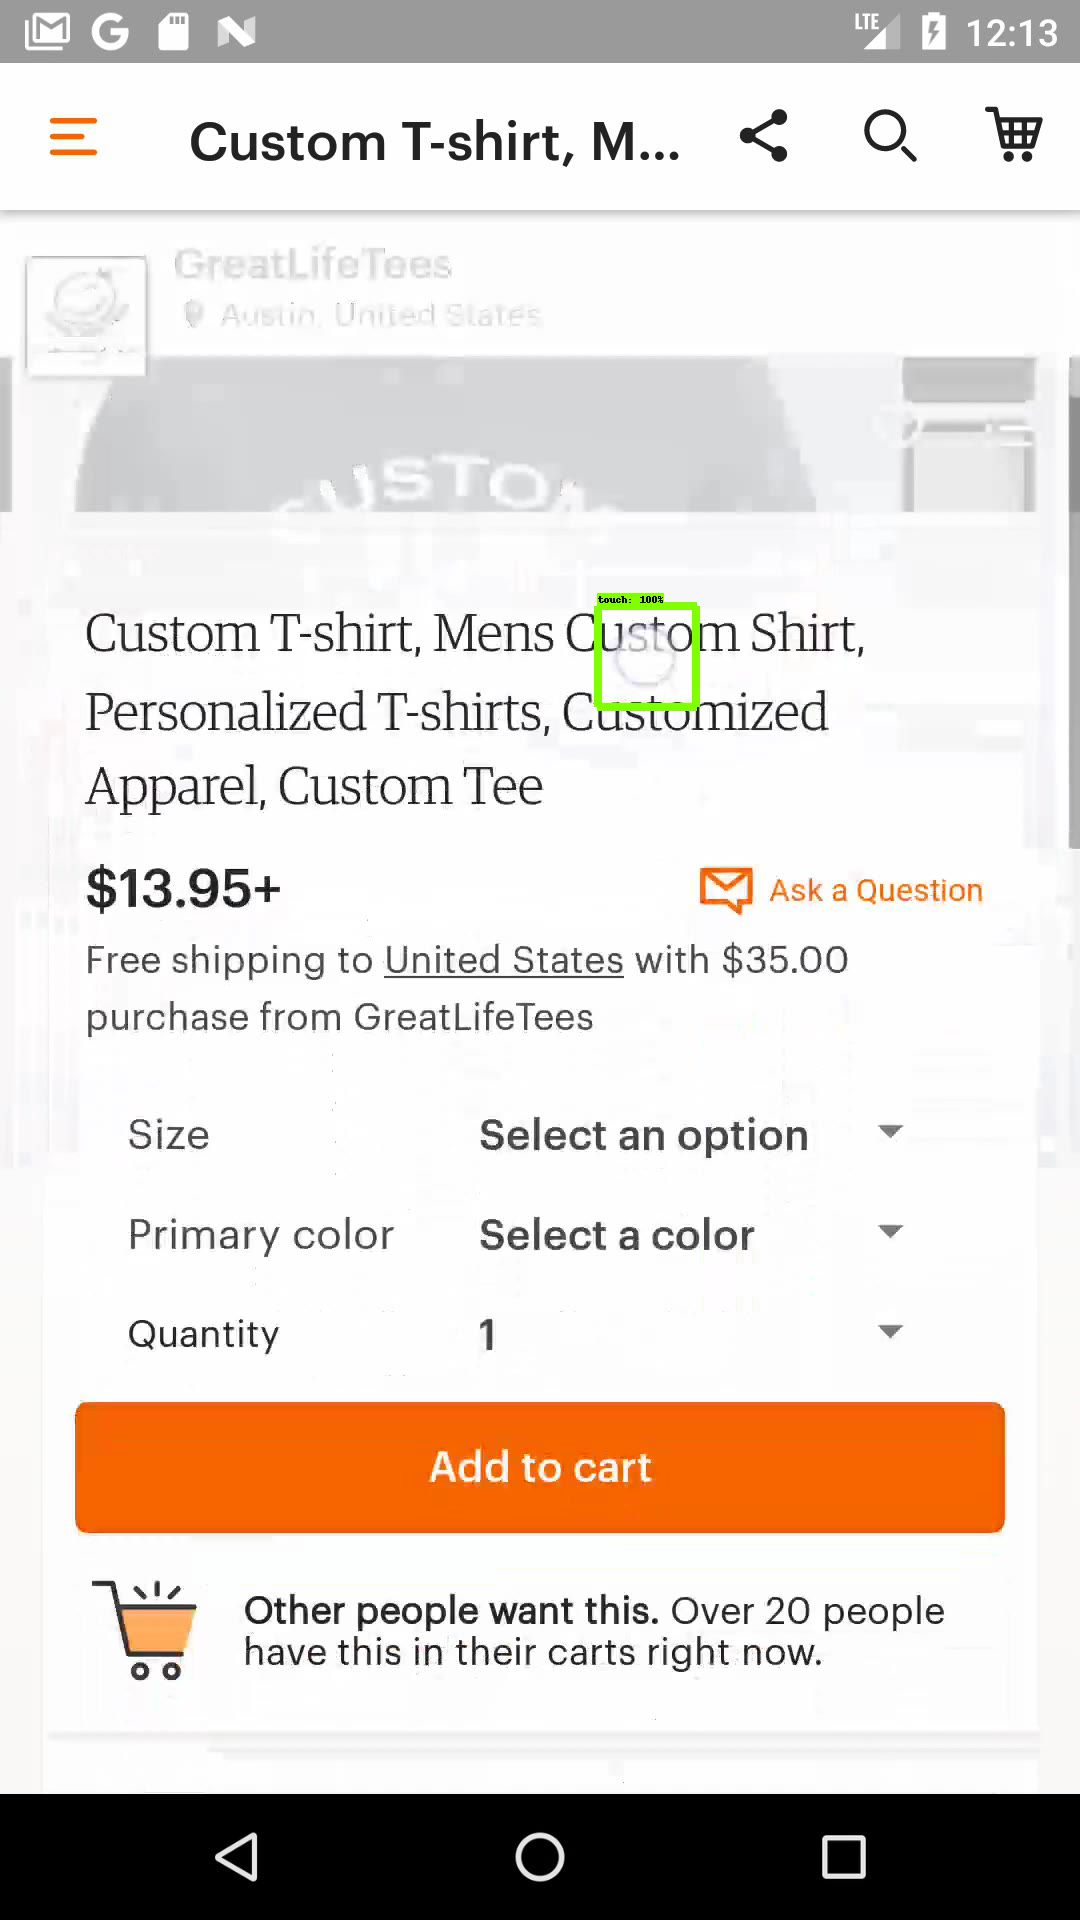 LTE 12:13
Custom T-shirt, M...
GreatLifeTees
Austin, United States
CUSTOM
touch: 100%
Custom T-shirt, Mens Custom Shirt,
Personalized T-shirts, Customized
Apparel, Custom Tee
$13.95+
Ask a Question
Free shipping to United States with $35.00
purchase from GreatLifeTees
Size Select an option
Primary color Select a color
Quantity 1
Add to cart
Other people want this. Over 20 people
have this in their carts right now.